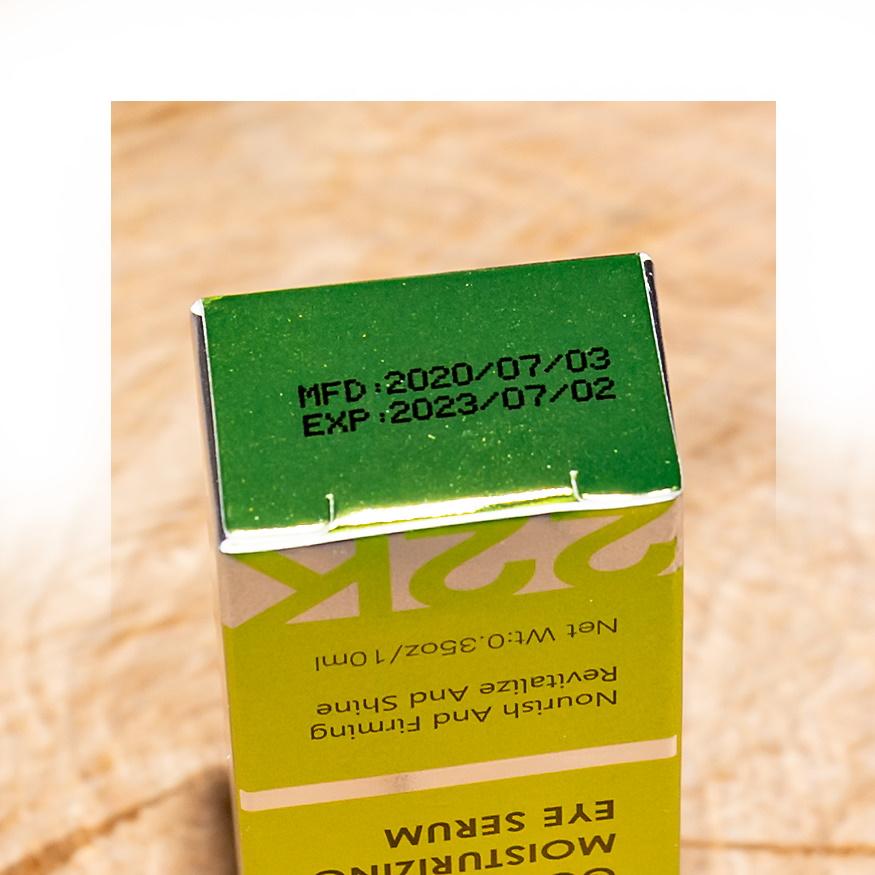 MFD:2020/07/03
EXP:2023/07/02
MOISTURIZING
EYE SERUM
Nourish And Firming
Revitalize And Shine
Net Wt:0.35oz/10ml
22K